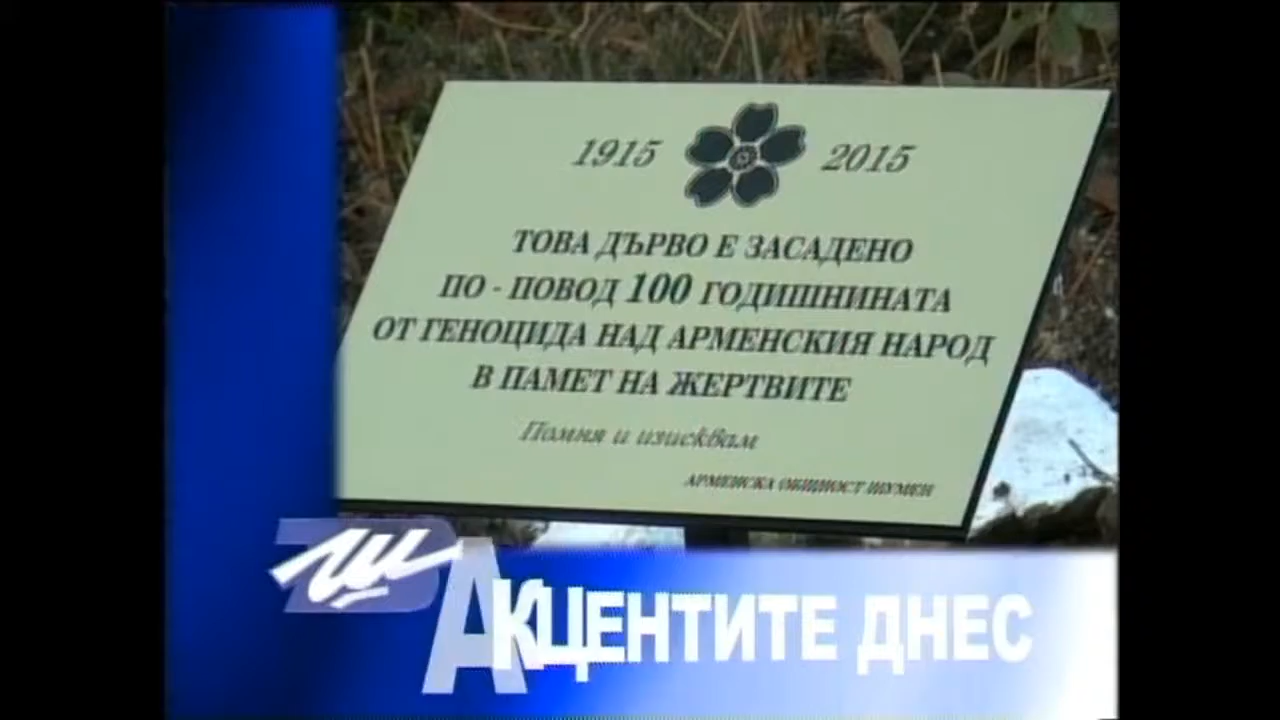 1915 2015
ТОВА ДЪРВО Е ЗАСАДЕНО
ПО - ПОВОД 100 ГОДИШНИНАТА
ОТ ГЕНОЦИДА НАД АРМЕНСКИЯ НАРОД
В ПАМЕТ НА ЖЕРТВИТЕ
Помня и изисквам
АРМЕНСКА ОБЩНОСТ ШУМЕН
АКЦЕНТИТЕ ДНЕС